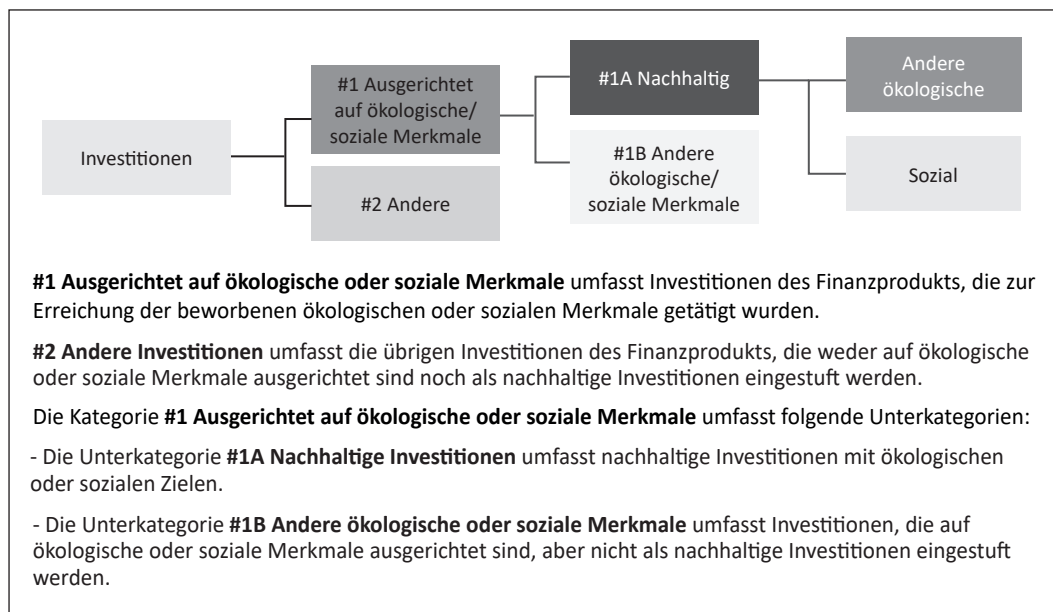 Investitionen
#1 Ausgerichtet
auf ökologische/
soziale Merkmale
#2 Andere
#1A Nachhaltig
#1B Andere
ökologische/
soziale Merkmale
Andere
ökologische
Sozial
#1 Ausgerichtet auf ökologische oder soziale Merkmale umfasst Investitionen des Finanzprodukts, die zur
Erreichung der beworbenen ökologischen oder sozialen Merkmale getätigt wurden.
#2 Andere Investitionen umfasst die übrigen Investitionen des Finanzprodukts, die weder auf ökologische
oder soziale Merkmale ausgerichtet sind noch als nachhaltige Investitionen eingestuft werden.
Die Kategorie #1 Ausgerichtet auf ökologische oder soziale Merkmale umfasst folgende Unterkategorien:
- Die Unterkategorie #1A Nachhaltige Investitionen umfasst nachhaltige Investitionen mit ökologischen
oder sozialen Zielen.
- Die Unterkategorie #1B Andere ökologische oder soziale Merkmale umfasst Investitionen, die auf
ökologische oder soziale Merkmale ausgerichtet sind, aber nicht als nachhaltige Investitionen eingestuft
werden.